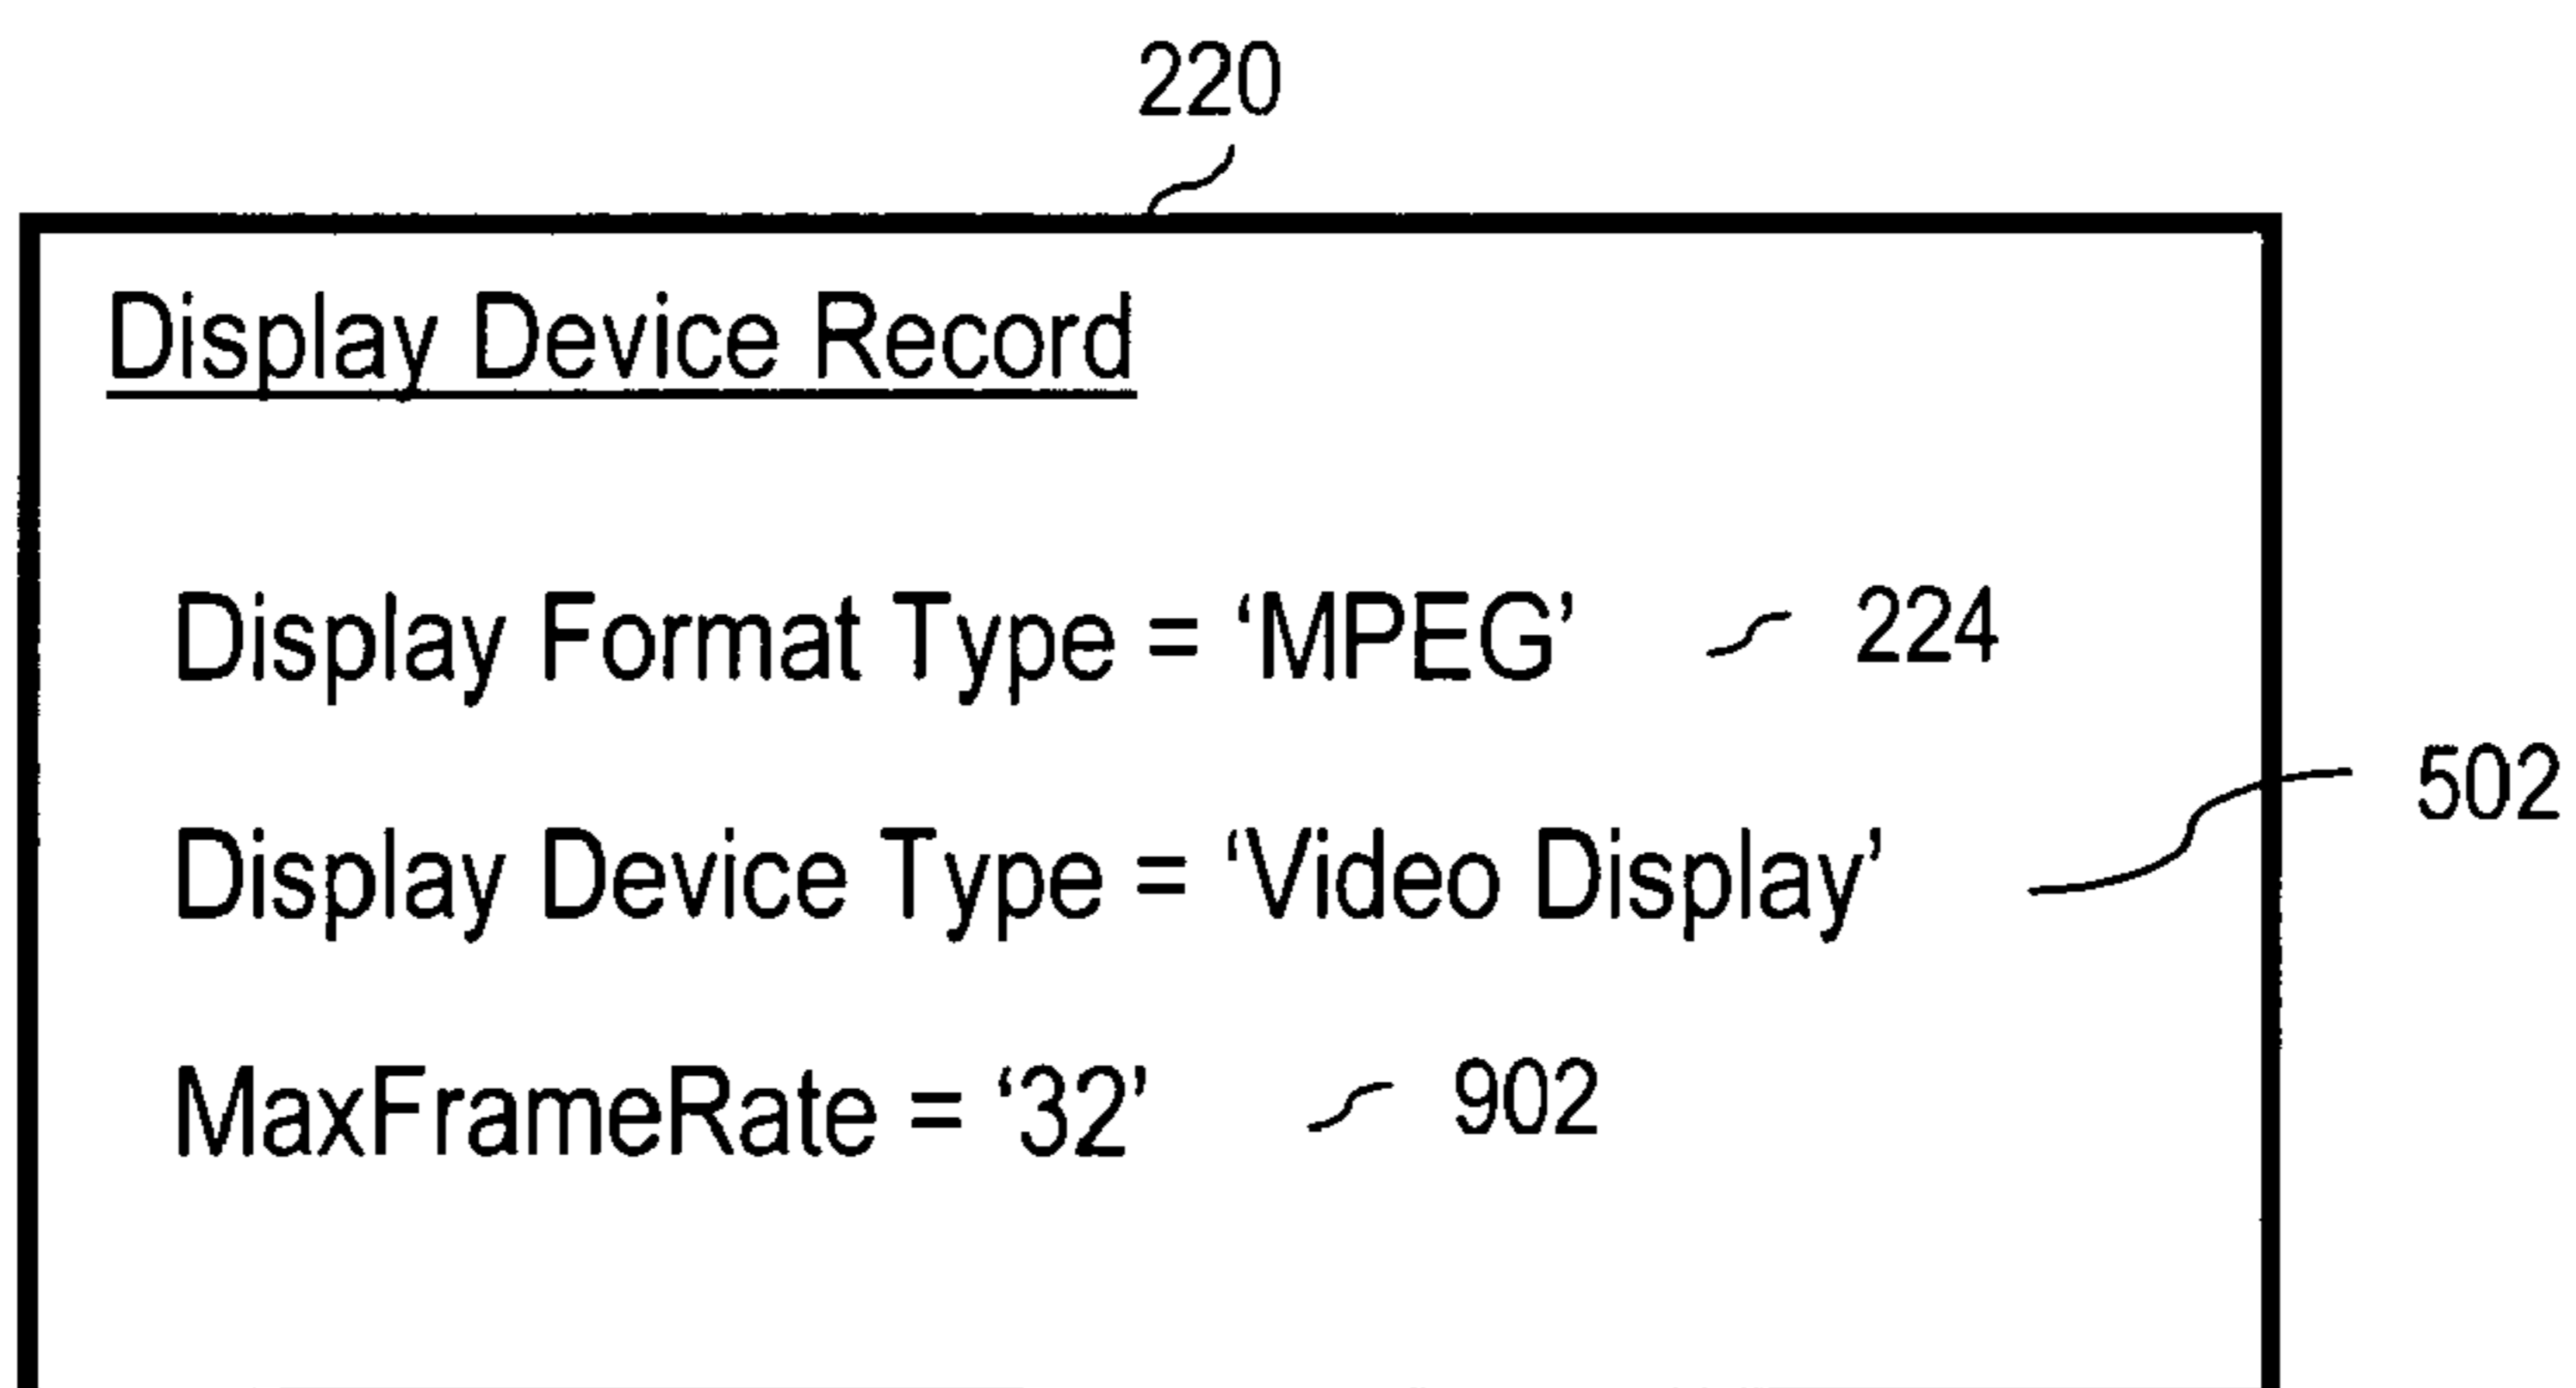 220
Display Device Record
Display Format Type = ‘MPEG’ 224
502
Display Device Type = ‘Video Display’
MaxFrameRate = ‘32’ 902